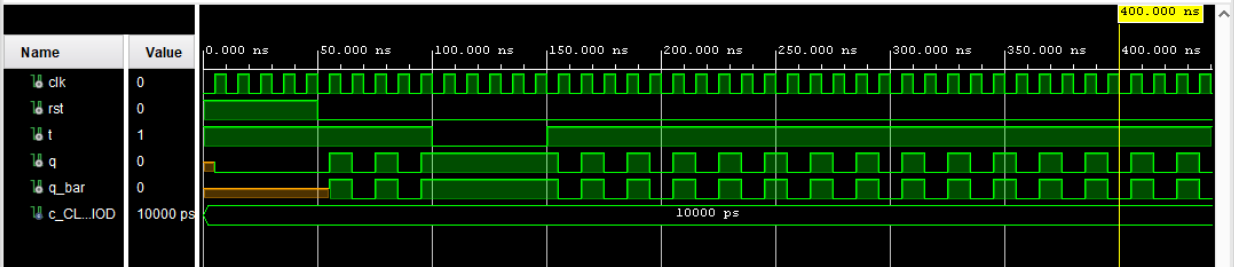 400.000 ns
Name Value 0.000 ns 50.000 ns 100.000 ns 150.000 ns 200.000 ns 250.000 ns 300.000 ns 350.000 ns 400.000 ns
clk 0
rst 0
t 1
q 0
q_bar 0
c_CL...IOD 10000 ps 10000 ps